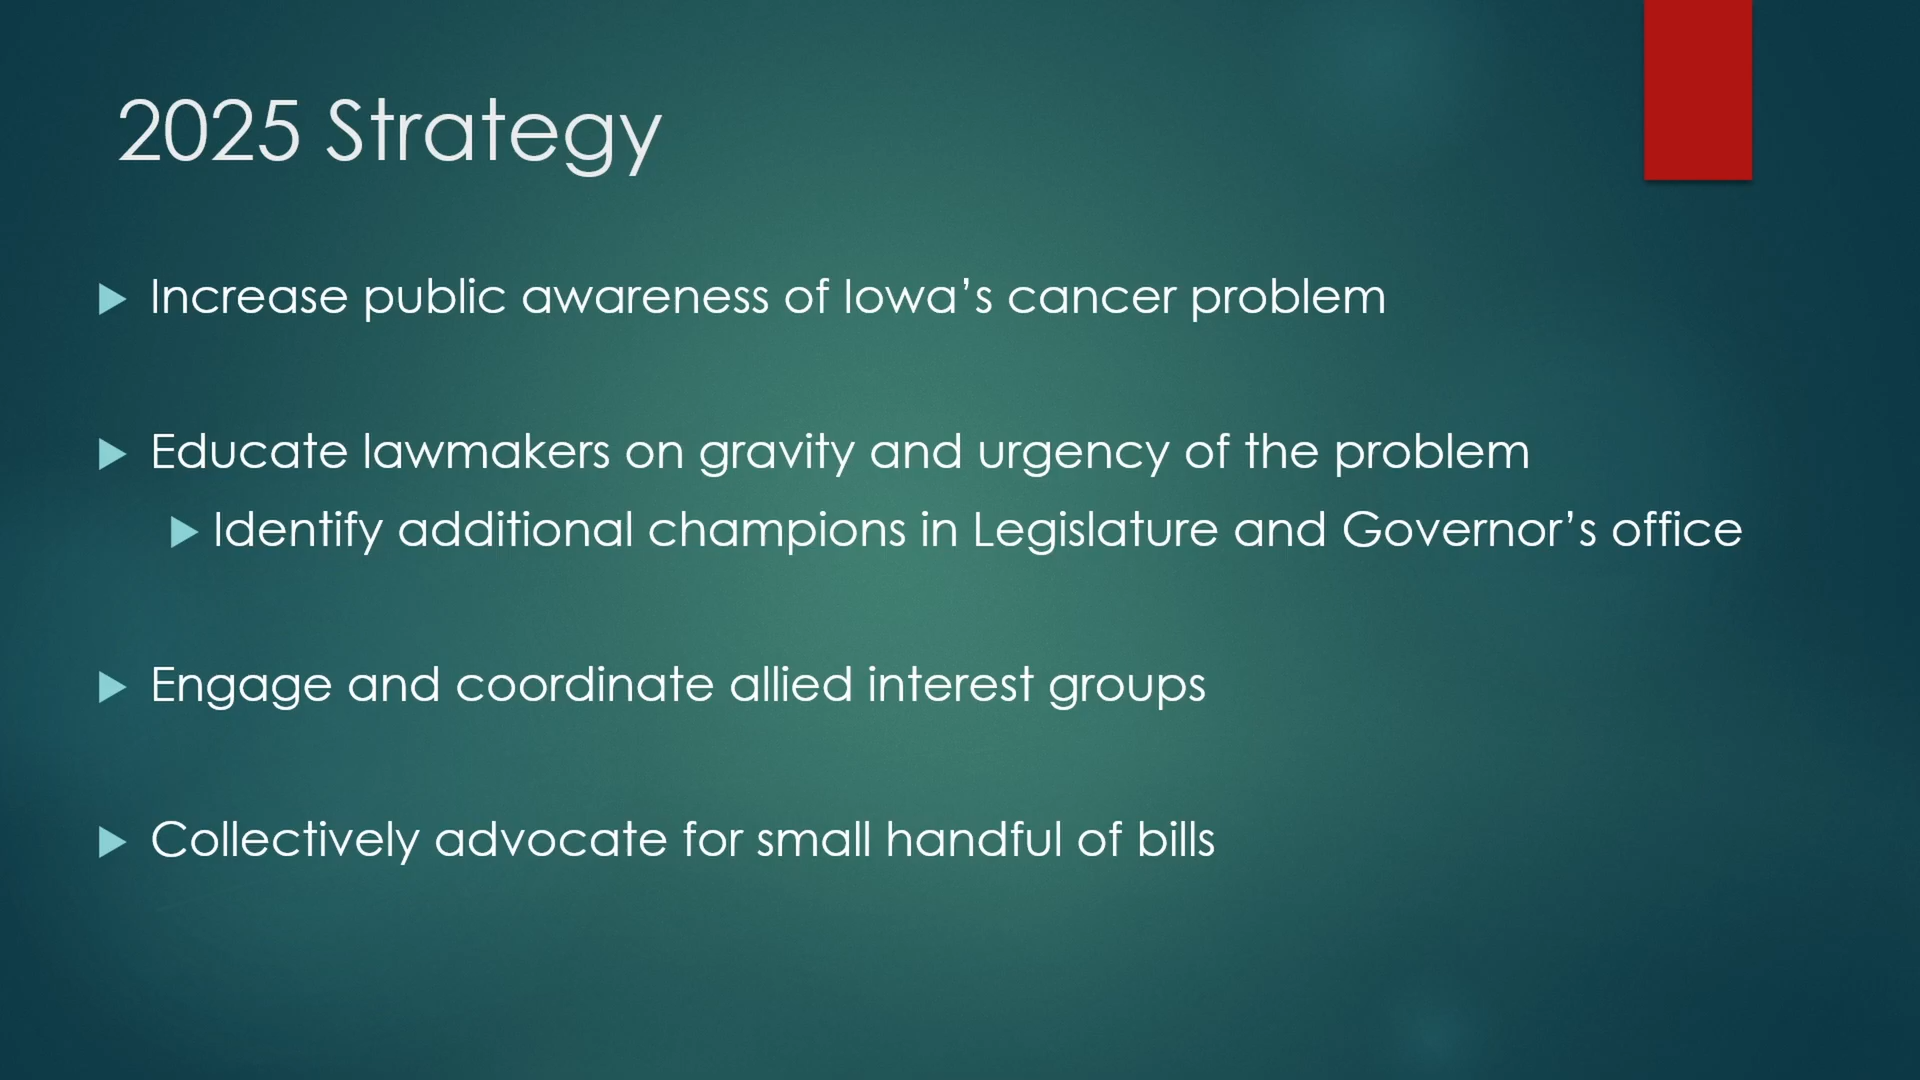 2025 Strategy
Increase public awareness of Iowa’s cancer problem
Educate lawmakers on gravity and urgency of the problem
Identify additional champions in Legislature and Governor’s office
Engage and coordinate allied interest groups
Collectively advocate for small handful of bills